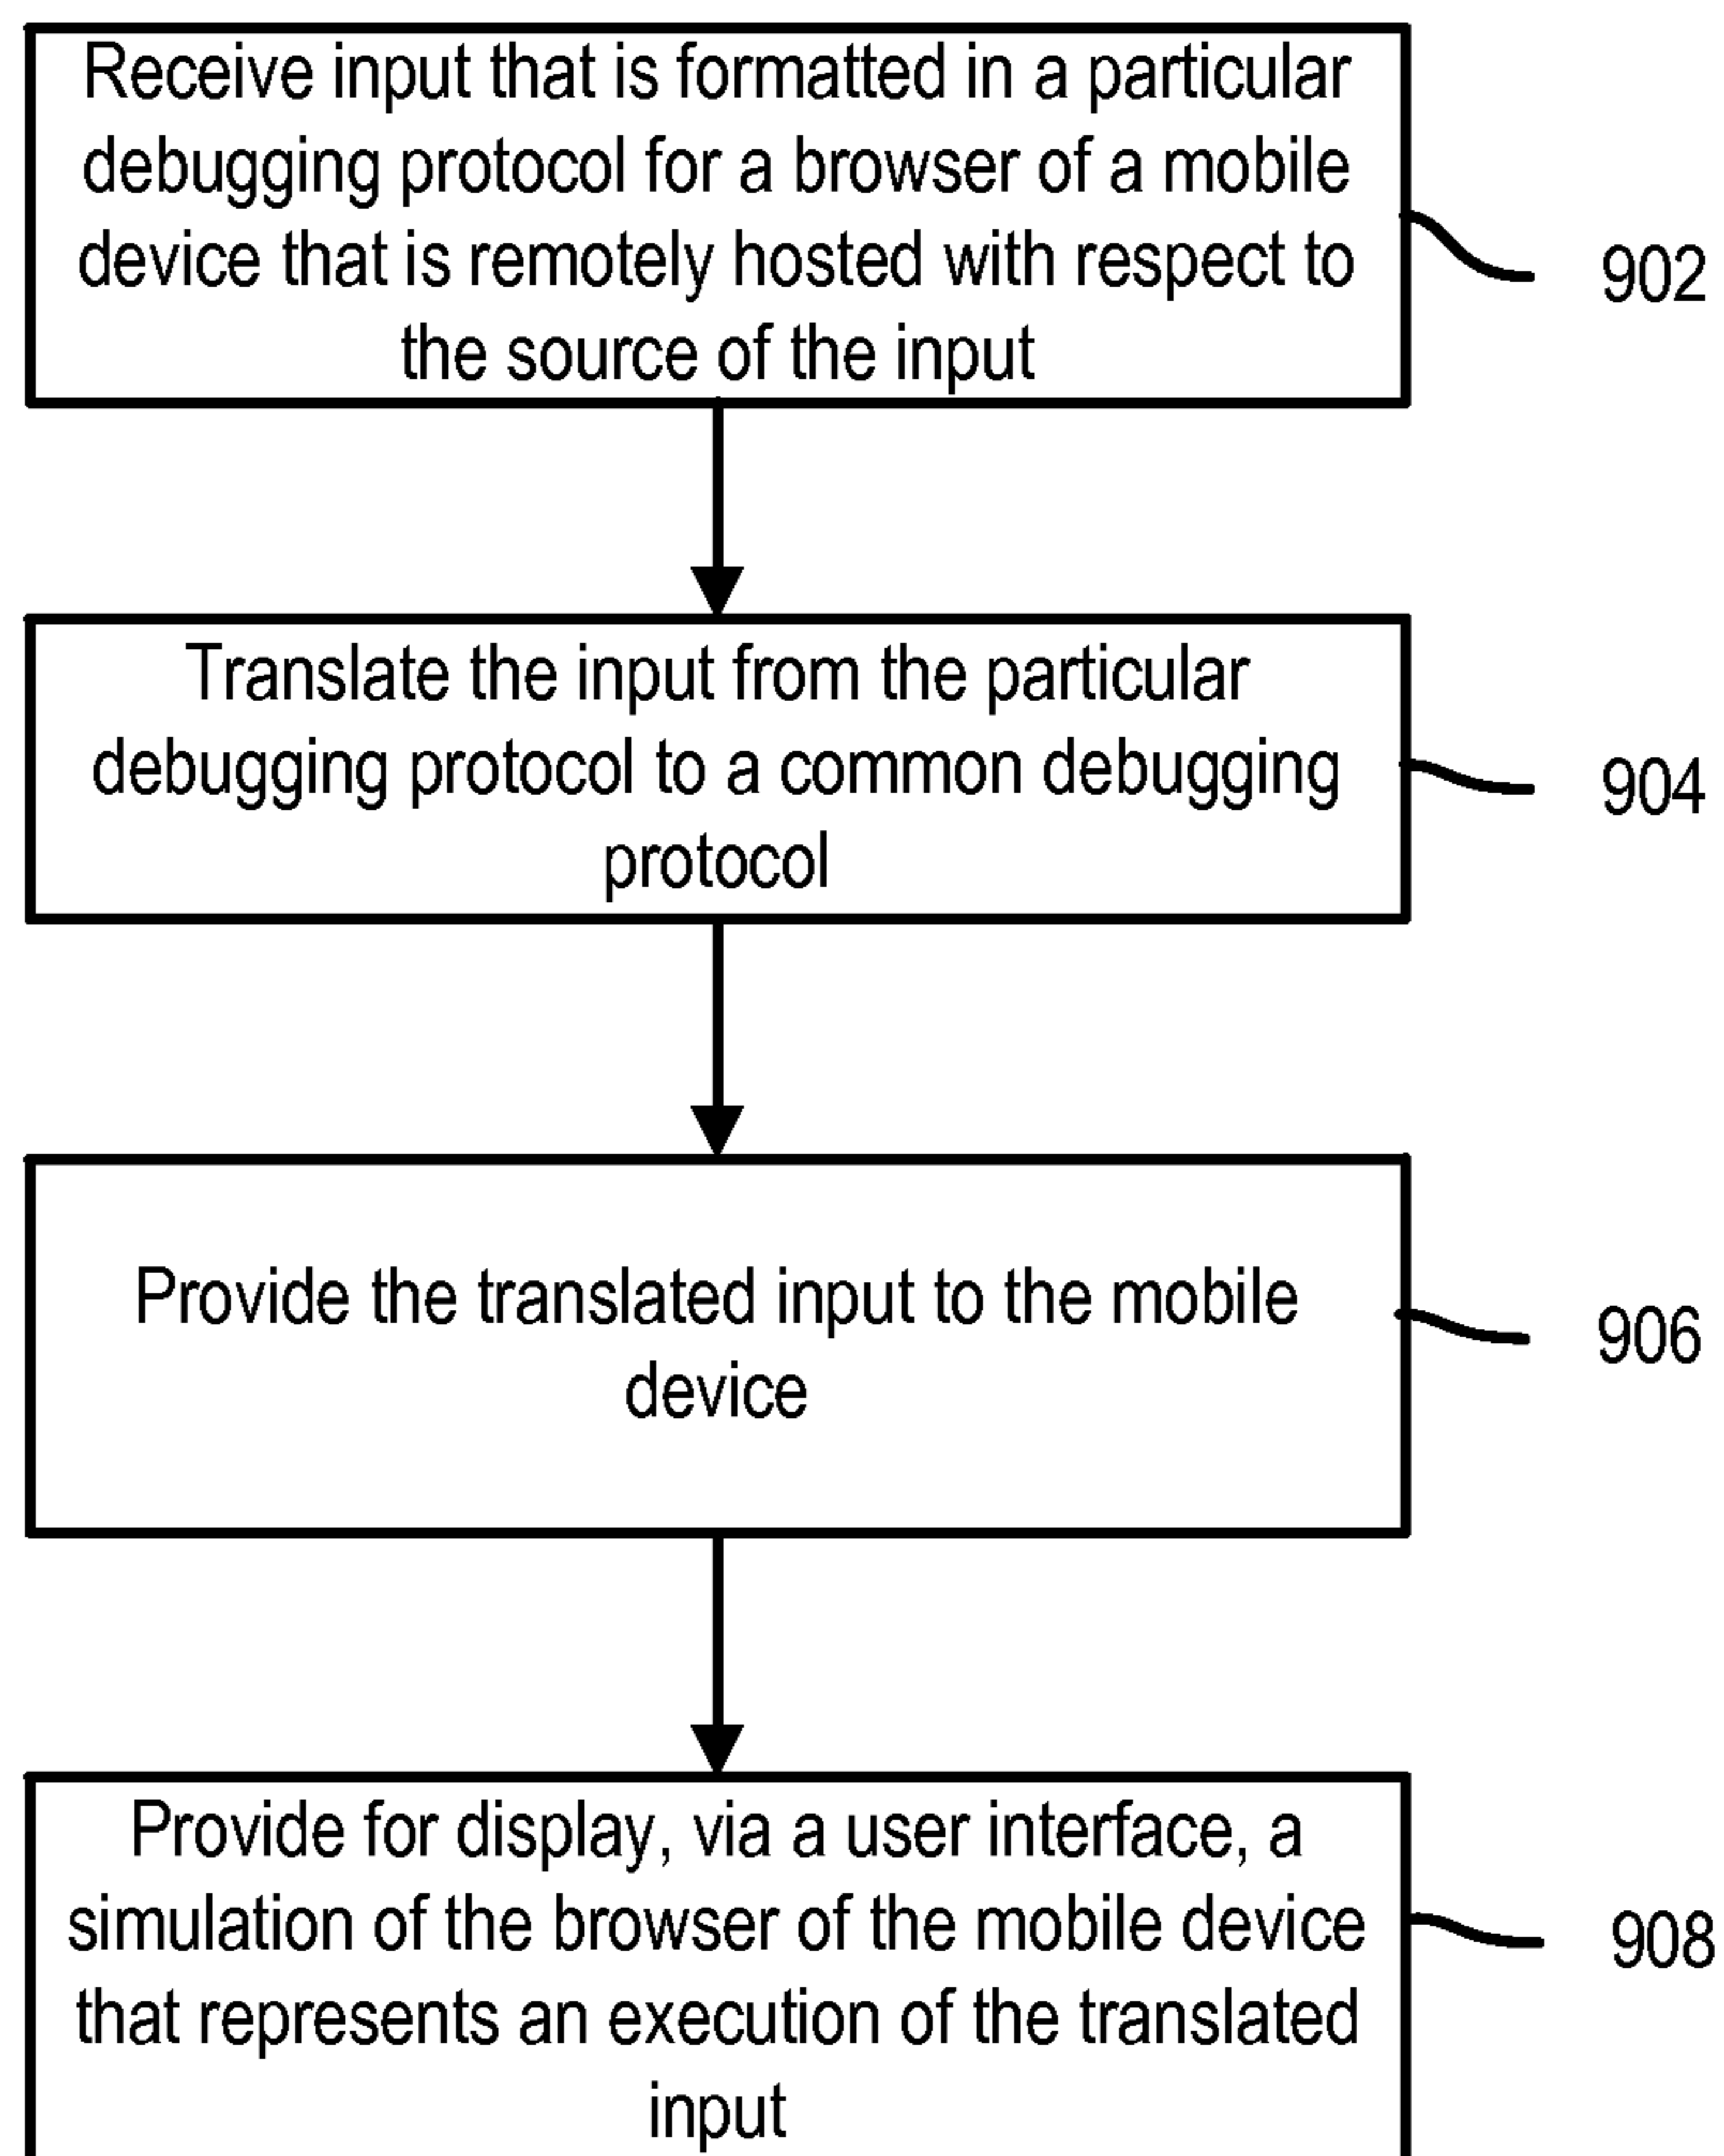 Receive input that is formatted in a particular
debugging protocol for a browser of a mobile
device that is remotely hosted with respect to
the source of the input
902
Translate the input from the particular
debugging protocol to a common debugging
protocol
904
Provide the translated input to the mobile
device
906
Provide for display, via a user interface, a
simulation of the browser of the mobile device
that represents an execution of the translated
input
908